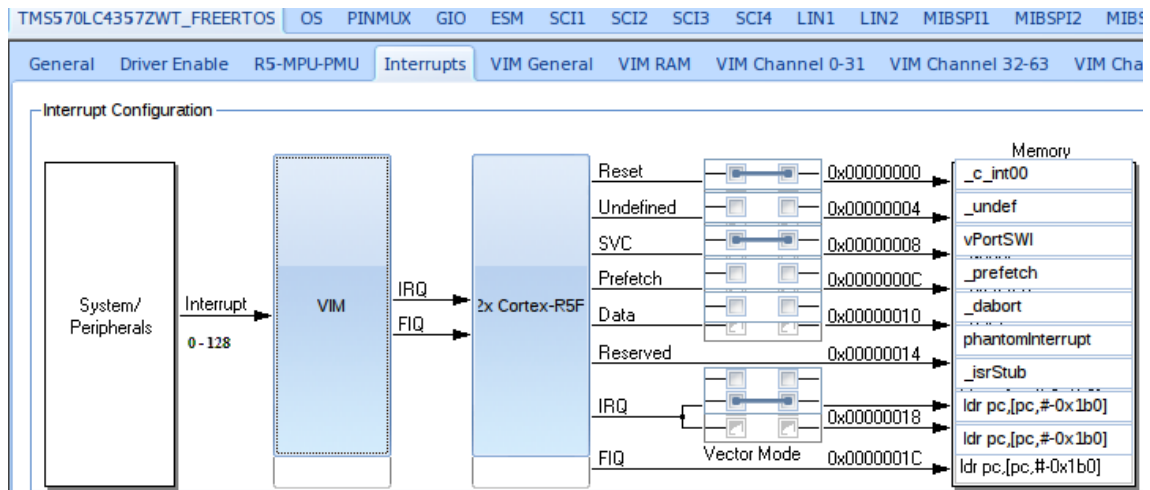 TMS570LC4357ZWT_FREERTOS OS PINMUX GIO ESM SCI1 SCI2 SCI3 SCI4 LIN1 LIN2 MIBSPI1 MIBSPI2
General Driver Enable R5-MPU-PMU Interrupts VIM General VIM RAM VIM Channel 0-31 VIM Channel 32-63 VIM Cha
Interrupt Configuration
Memory
Reset 0x00000000 _c_int00
Undefined 0x00000004 _undef
SVC 0x00000008 vPortSWI
Prefetch 0x0000000C _prefetch
System/
Peripherals
Interrupt
0 - 128
VIM
IRQ
FIQ
2x Cortex-R5F
Data 0x00000010 _dabort
phantomInterrupt
Reserved 0x00000014 _isrStub
IRQ 0x00000018 ldr pc,[pc,#-0x1b0]
ldr pc,[pc,#-0x1b0]
Vector Mode
FIQ 0x0000001C ldr pc,[pc,#-0x1b0]